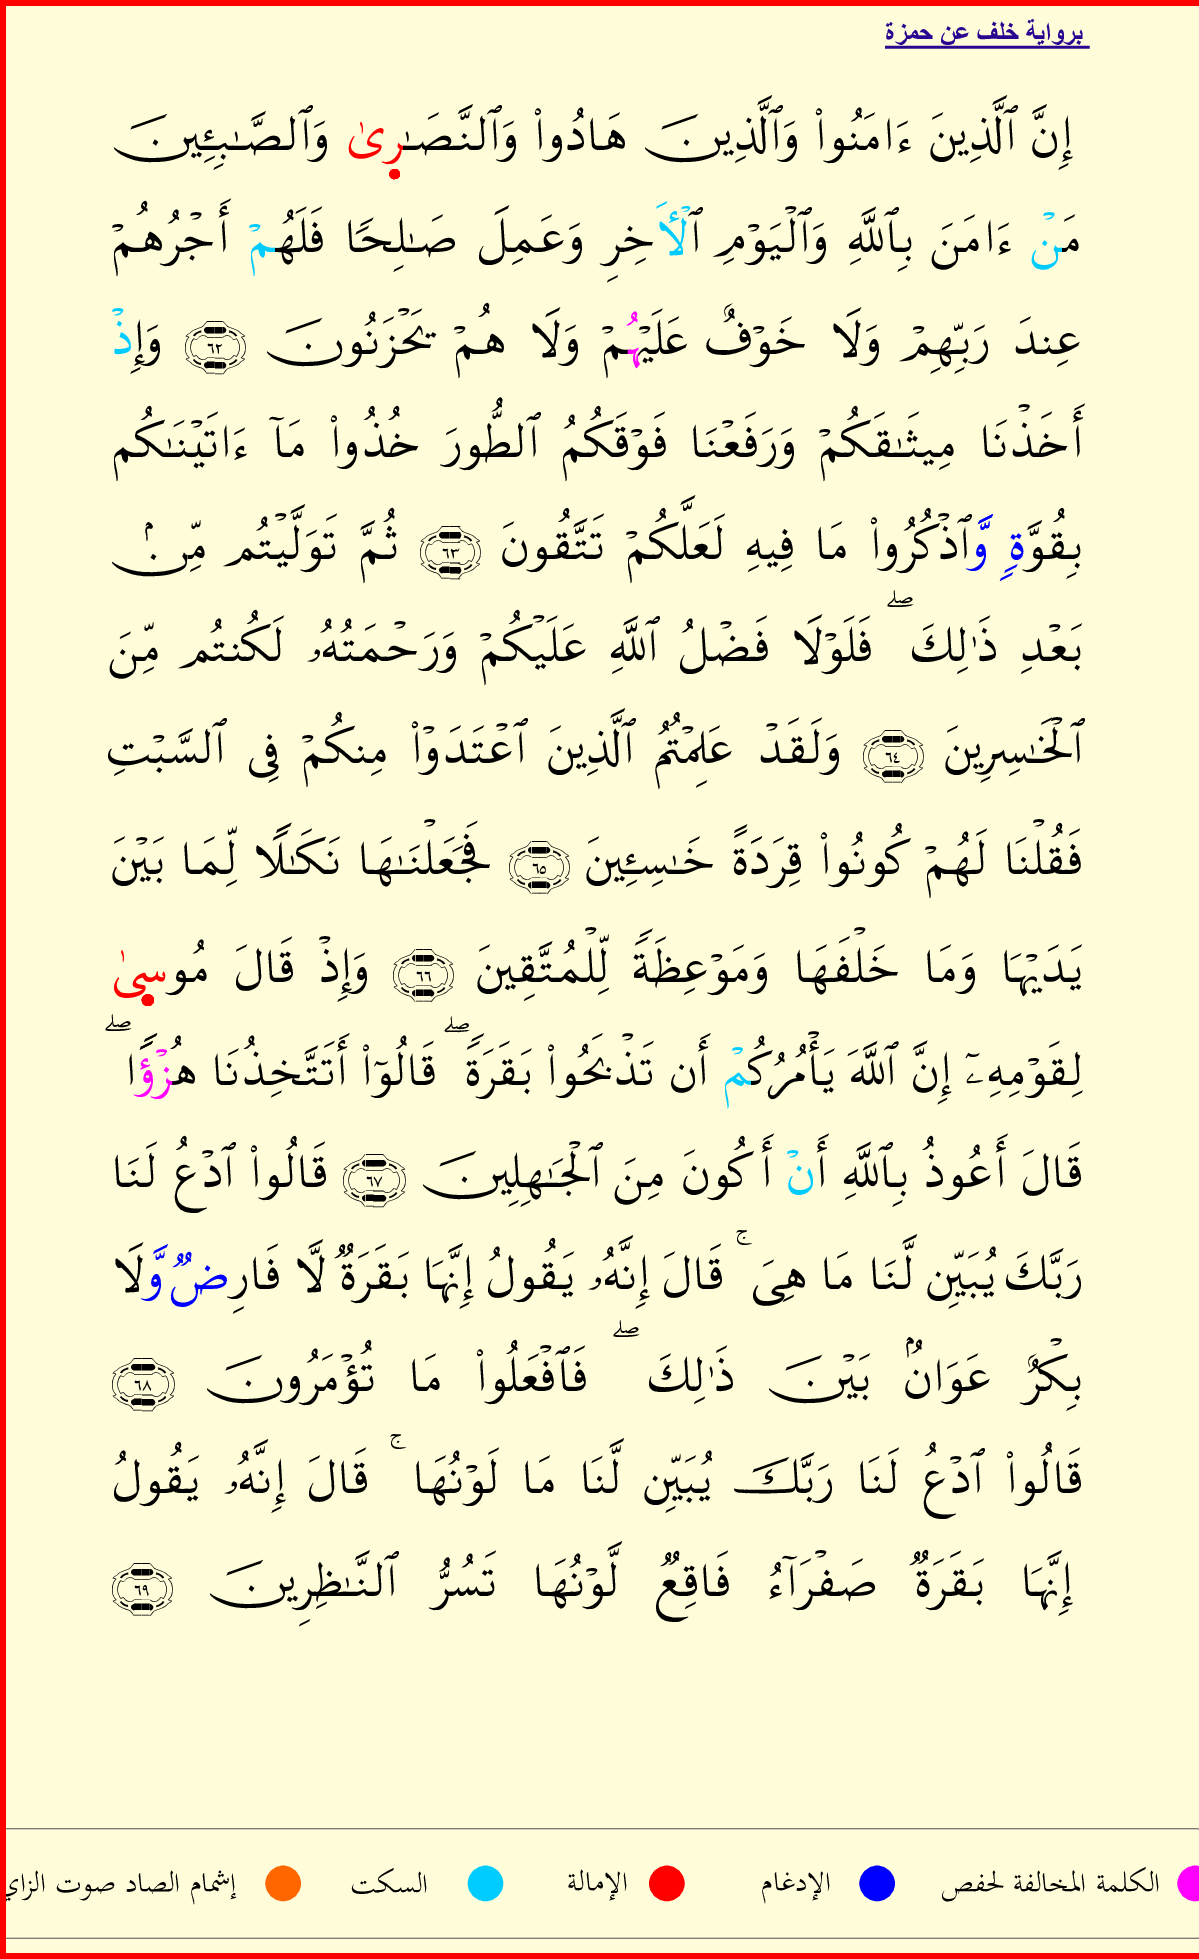 برواية خلف عن حمزة
إِنَّ ٱلَّذِينَ ءَامَنُوا۟ وَٱلَّذِينَ هَادُوا۟ وَٱلنَّصَـٰرِىٰ وَٱلصَّـٰبِـِٔينَ
مَنْ ءَامَنَ بِٱللَّهِ وَٱلْيَوْمِ ٱلْأَخِرِ وَعَمِلَ صَـٰلِحًا فَلَهُمْ أَجْرُهُمْ
عِندَ رَبِّهِمْ وَلَا خَوْفٌ عَلَيْهُمْ وَلَا هُمْ يَحْزَنُونَ ٦٢ وَإِذْ
أَخَذْنَا مِيثَـٰقَكُمْ وَرَفَعْنَا فَوْقَكُمُ ٱلطُّورَ خُذُوا۟ مَآ ءَاتَيْنَـٰكُم
بِقُوَّةٍ وَّٱذْكُرُوا۟ مَا فِيهِ لَعَلَّكُمْ تَتَّقُونَ ٦٣ ثُمَّ تَوَلَّيْتُم مِّنۢ
بَعْدِ ذَٰلِكَ ۖ فَلَوْلَا فَضْلُ ٱللَّهِ عَلَيْكُمْ وَرَحْمَتُهُۥ لَكُنتُم مِّنَ
ٱلْخَـٰسِرِينَ ٦٤ وَلَقَدْ عَلِمْتُمُ ٱلَّذِينَ ٱعْتَدَوْا۟ مِنكُمْ فِى ٱلسَّبْتِ
فَقُلْنَا لَهُمْ كُونُوا۟ قِرَدَةً خَـٰسِـِٔينَ ٦٥ فَجَعَلْنَـٰهَا نَكَـٰلًا لِّمَا بَيْنَ
يَدَيْهَا وَمَا خَلْفَهَا وَمَوْعِظَةً لِّلْمُتَّقِينَ ٦٦ وَإِذْ قَالَ مُوسِىٰ
لِقَوْمِهِۦٓ إِنَّ ٱللَّهَ يَأْمُرُكُمْ أَن تَذْبَحُوا۟ بَقَرَةً ۖ قَالُوٓا۟ أَتَتَّخِذُنَا هُزْؤًا ۖ
قَالَ أَعُوذُ بِٱللَّهِ أَنْ أَكُونَ مِنَ ٱلْجَـٰهِلِينَ ٦٧ قَالُوا۟ ٱدْعُ لَنَا
رَبَّكَ يُبَيِّن لَّنَا مَا هِىَ ۚ قَالَ إِنَّهُۥ يَقُولُ إِنَّهَا بَقَرَةٌ لَّا فَارِضٌ وَّلَا
بِكْرٌ عَوَانٌۢ بَيْنَ ذَٰلِكَ ۖ فَٱفْعَلُوا۟ مَا تُؤْمَرُونَ ٦٨
قَالُوا۟ ٱدْعُ لَنَا رَبَّكَ يُبَيِّن لَّنَا مَا لَوْنُهَا ۚ قَالَ إِنَّهُۥ يَقُولُ
إِنَّهَا بَقَرَةٌ صَفْرَآءُ فَاقِعٌ لَّوْنُهَا تَسُرُّ ٱلنَّـٰظِرِينَ ٦٩
الكلمة المخالفة لحفص الإدغام الإمالة السكت إشمام الصاد صوت الزاي